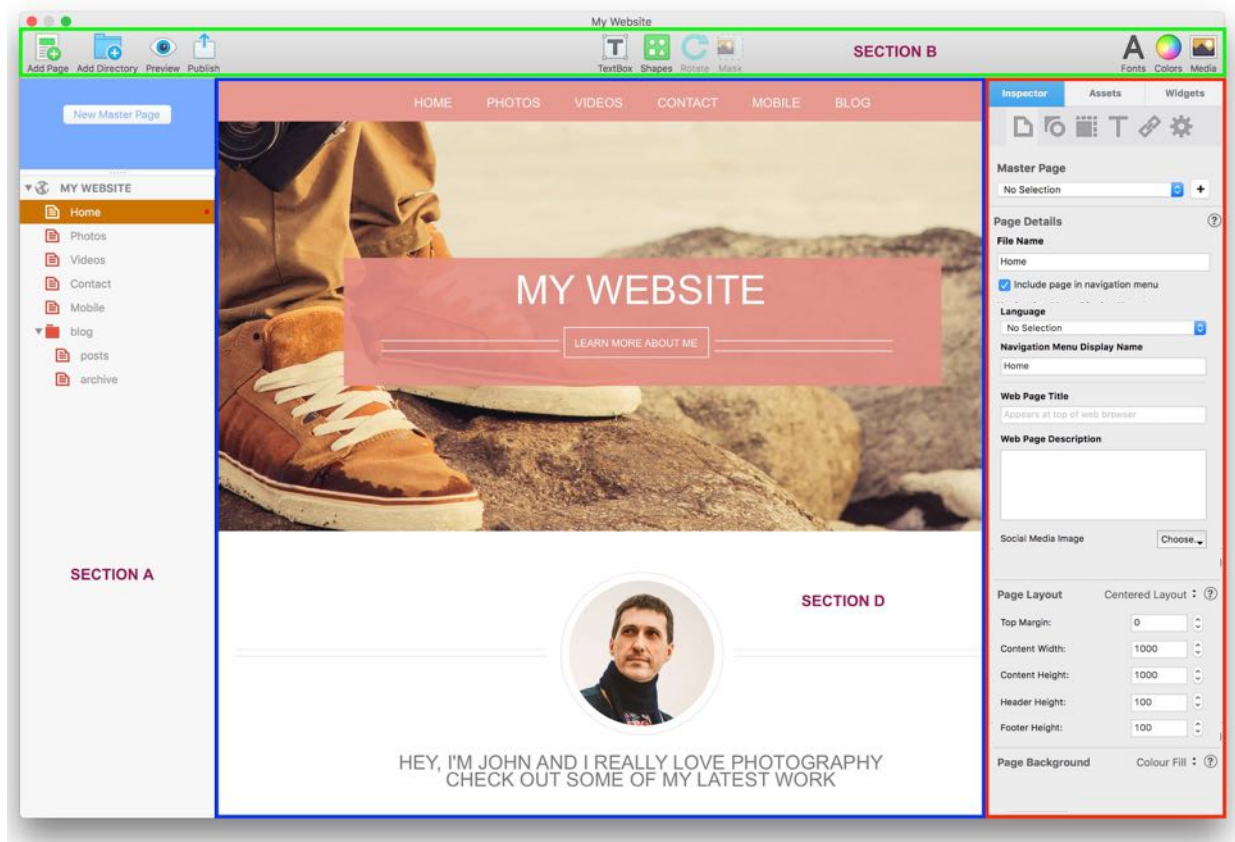 My Website
Add Page Add Directory Preview Publish
TextBox Shapes Rotate Mask
SECTION B
Fonts Colors Media
New Master Page
MY WEBSITE
Home
Photos
Videos
Contact
Mobile
blog
posts
archive
SECTION A
HOME PHOTOS VIDEOS CONTACT MOBILE BLOG
MY WEBSITE
LEARN MORE ABOUT ME
SECTION D
HEY, I'M JOHN AND I REALLY LOVE PHOTOGRAPHY
CHECK OUT SOME OF MY LATEST WORK
Inspector Assets Widgets
Master Page
No Selection
Page Details
File Name
Home
Include page in navigation menu
Language
No Selection
Navigation Menu Display Name
Home
Web Page Title
Appears at top of web browser
Web Page Description
Social Media Image Choose...
Page Layout Centered Layout
Top Margin: 0
Content Width: 1000
Content Height: 1000
Header Height: 100
Footer Height: 100
Page Background Colour Fill